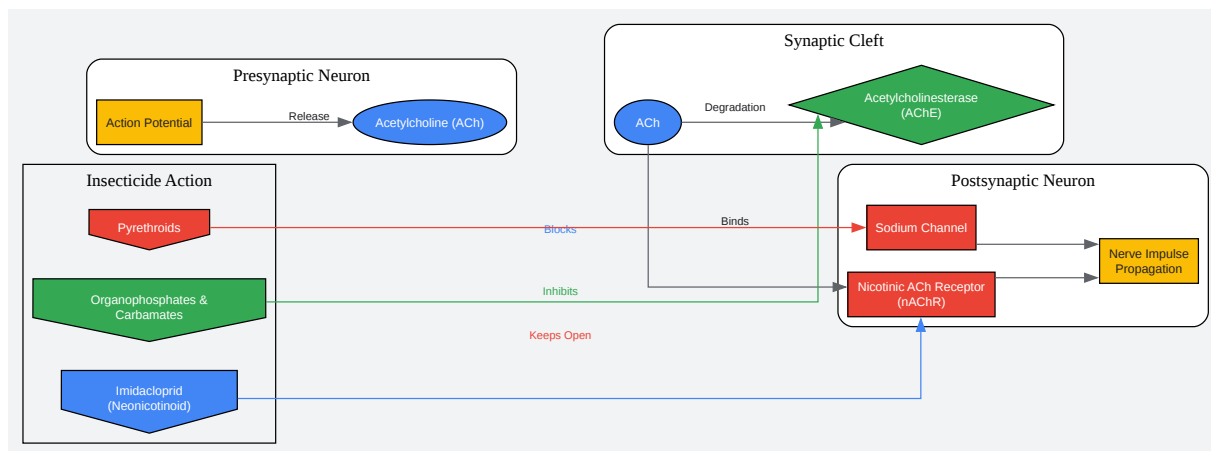 Presynaptic Neuron
Action Potential
Release
Acetylcholine (ACh)
Synaptic Cleft
ACh
Degradation
Acetylcholinesterase
(AChE)
Insecticide Action
Pyrethroids
Organophosphates &
Carbamates
Imidacloprid
(Neonicotinoid)
Blocks
Inhibits
Keeps Open
Binds
Postsynaptic Neuron
Sodium Channel
Nicotinic ACh Receptor
(nAChR)
Nerve Impulse
Propagation